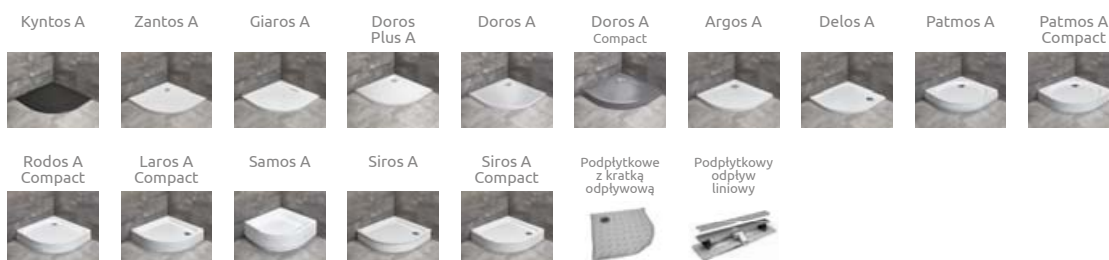 Kyntos A
Zantos A
Giaros A
Doros
Plus A
Doros A
Doros A
Compact
Argos A
Delos A
Patmos A
Patmos A
Compact
Rodos A
Compact
Laros A
Compact
Samos A
Siros A
Siros A
Compact
Podpłytkowe
z kratką
odpływową
Podpłytkowy
odpływ
liniowy